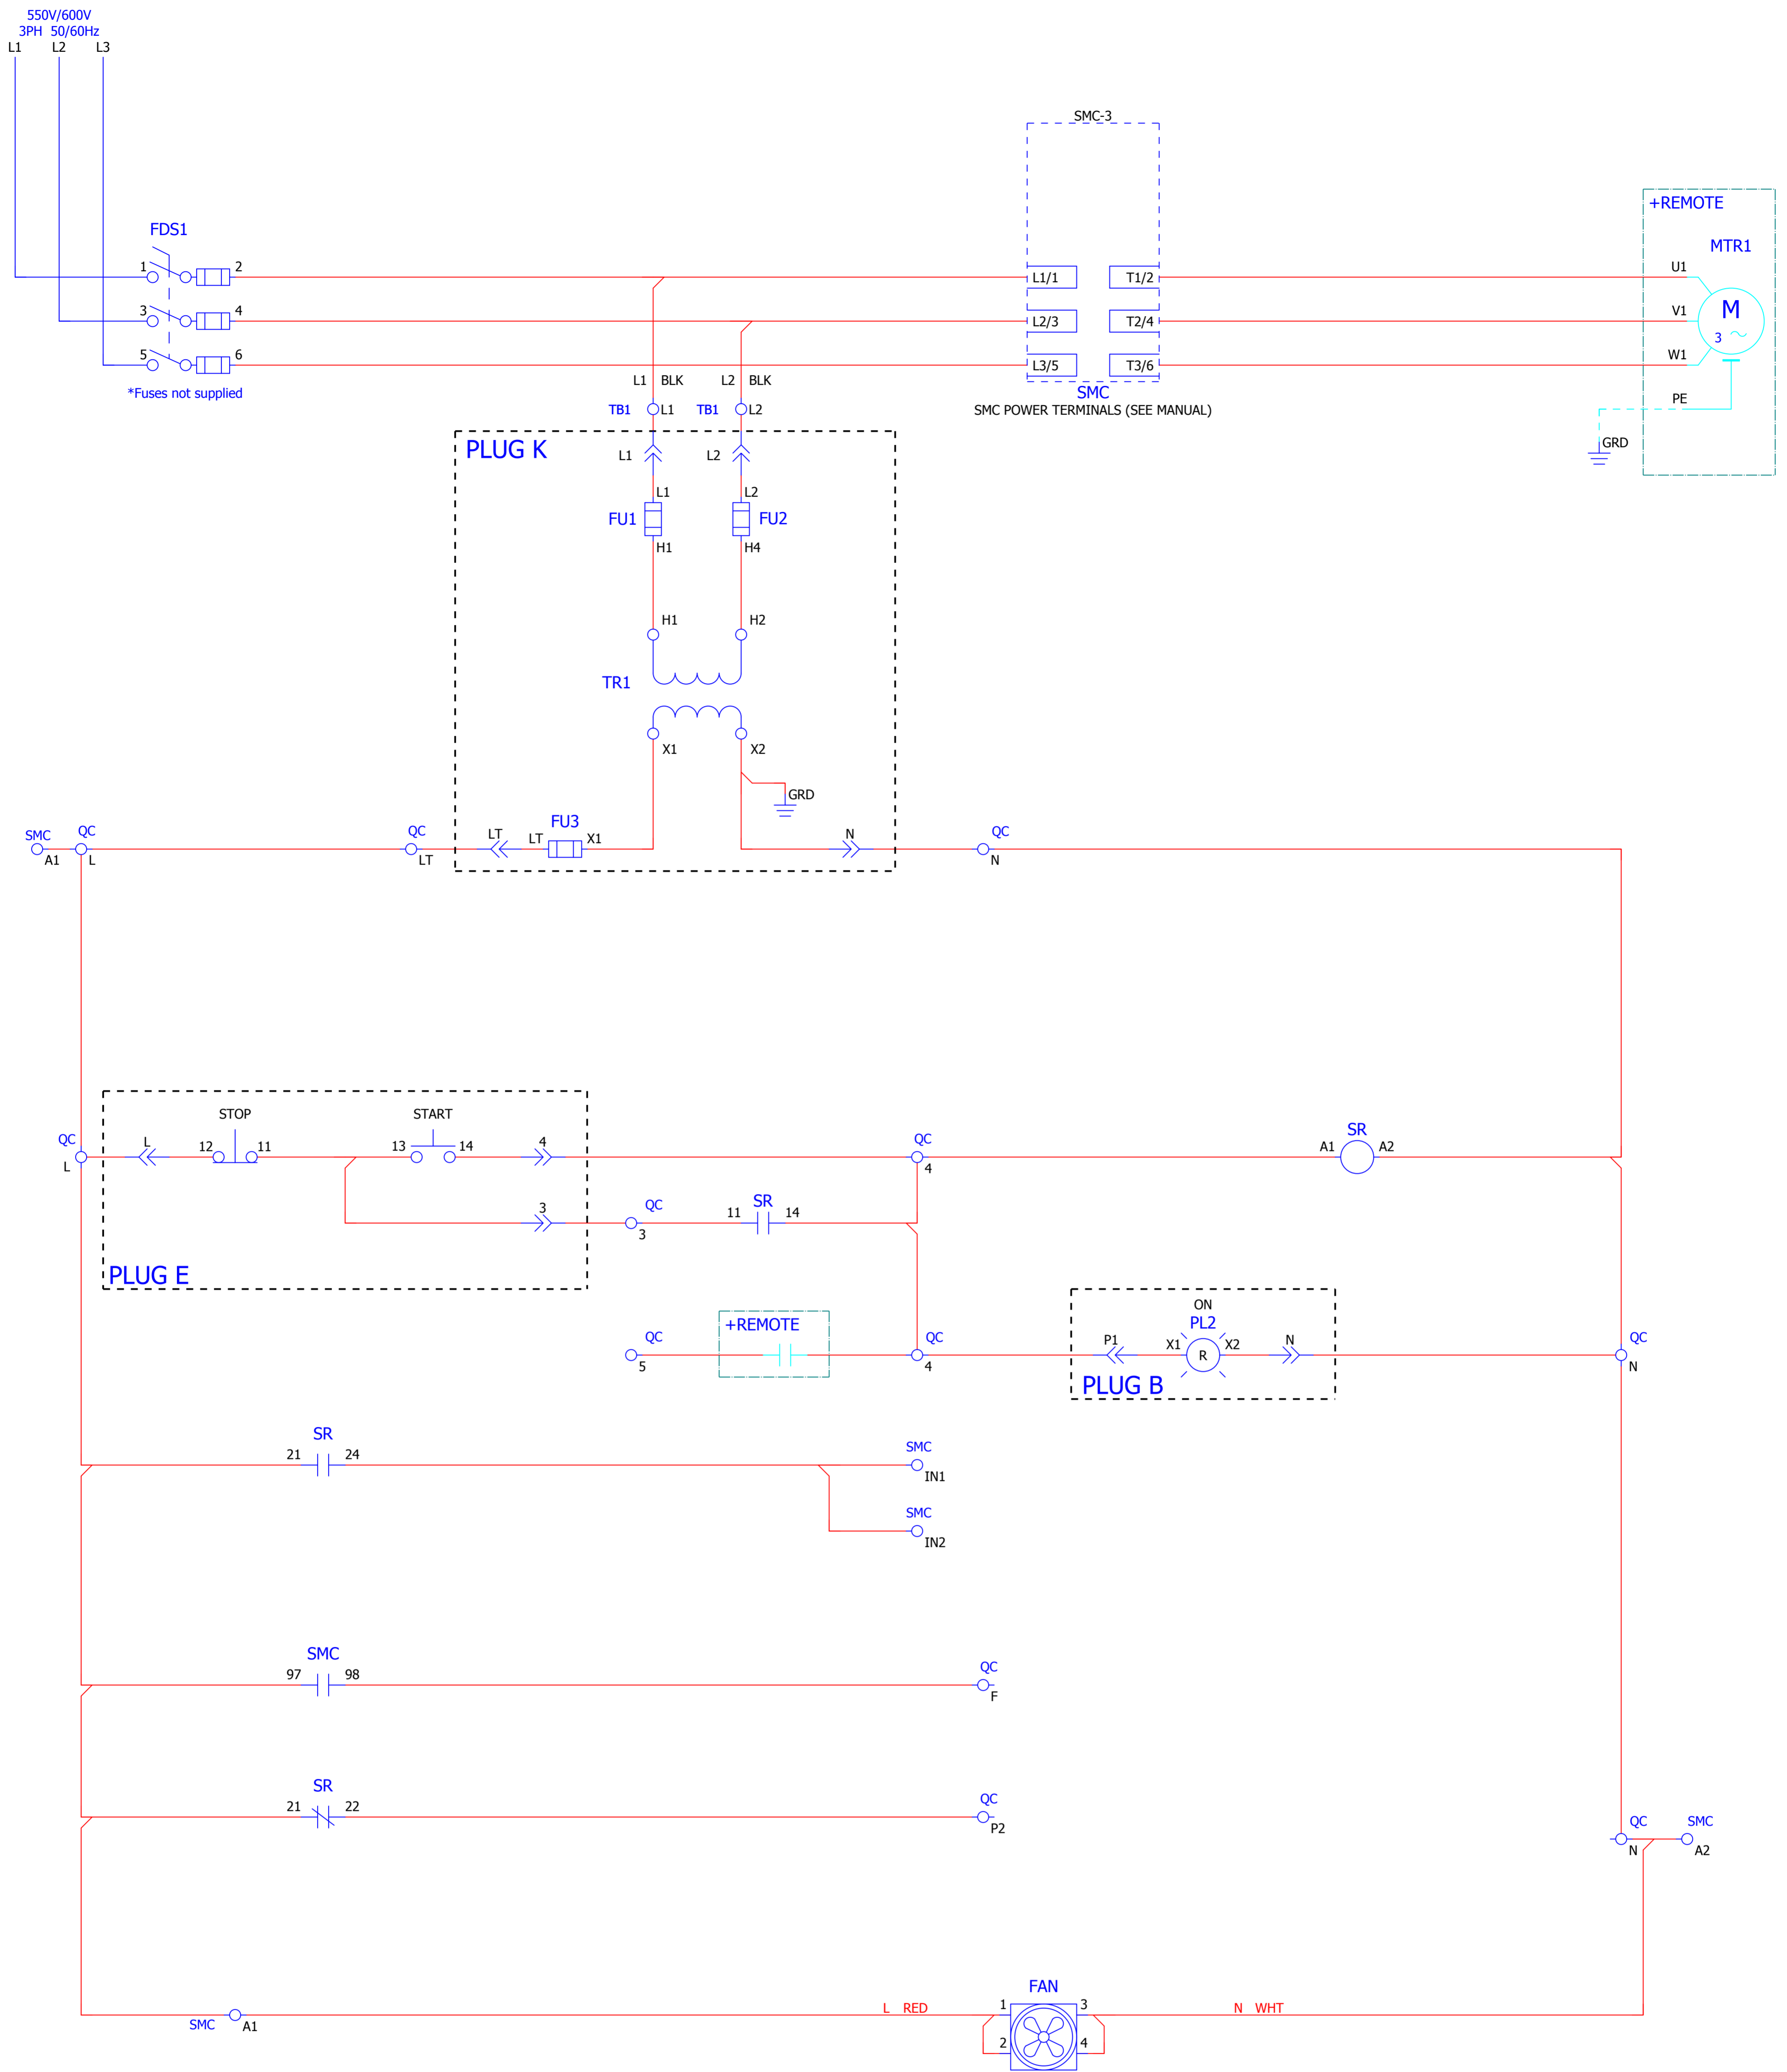 550V/600V
3PH 50/60Hz
L1 L2 L3
SMC-3
+REMOTE
MTR1
FDS1
1 2
L1/1 T1/2
U1
3 4
L2/3 T2/4
V1
M
3
5 6
L3/5 T3/6
W1
*Fuses not supplied
SMC
SMC POWER TERMINALS (SEE MANUAL)
PE
GRD
L1 BLK L2 BLK
TB1 L1 TB1 L2
PLUG K
L1 L2
L1 L2
FU1 FU2
H1 H4
H1 H2
TR1
X1 X2
GRD
SMC QC QC
A1 L LT
LT LT FU3 X1
N QC
N
STOP START
QC L 12 11 13 14 4
L
QC
4
SR
A1 A2
3 QC
3
SR
11 14
PLUG E
QC
5
+REMOTE
QC
4
ON
PL2
P1 X1 R X2 N
PLUG B
QC
N
SR
21 24
SMC
IN1
SMC
IN2
SMC
97 98
QC
F
SR
21 22
QC
P2
QC SMC
N A2
SMC A1
L RED
FAN
1 3
2 4
N WHT